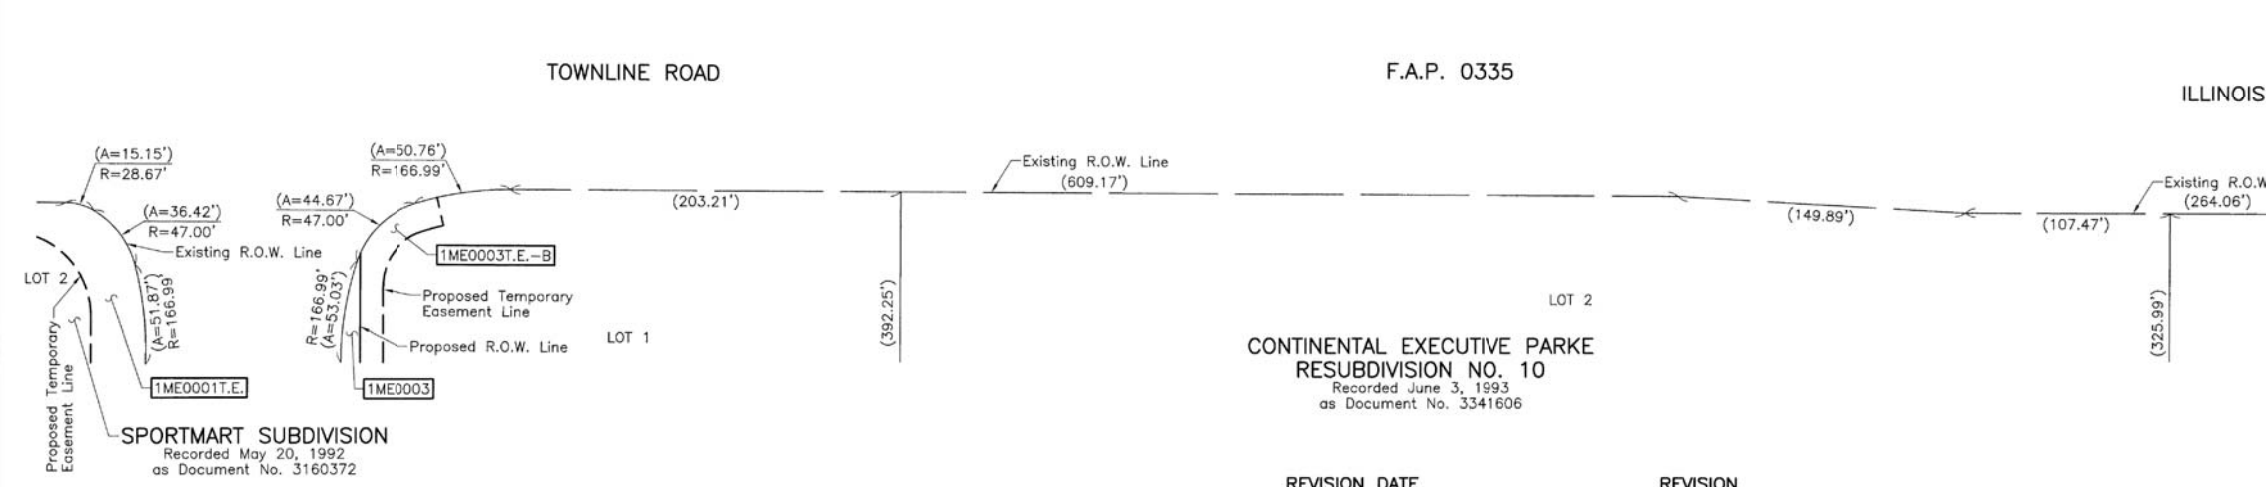 TOWNLINE ROAD
F.A.P. 0335
ILLINOIS
(A=15.15')
R=28.67'
(A=36.42')
R=47.00'
Existing R.O.W. Line
LOT 2
(A=51.87')
R=166.99'
Proposed Temporary
Easement Line
1ME0001T.E.
SPORTMART SUBDIVISION
Recorded May 20, 1992
as Document No. 3160372
(A=50.76')
R=166.99'
(A=44.67')
R=47.00'
1ME0003T.E.-B
R=166.99'
(A=53.03')
Proposed Temporary
Easement Line
Proposed R.O.W. Line
1ME0003
LOT 1
(203.21')
(392.25')
Existing R.O.W. Line
(609.17')
LOT 2
CONTINENTAL EXECUTIVE PARKE
RESUBDIVISION NO. 10
Recorded June 3, 1993
as Document No. 3341606
(149.89')
(107.47')
Existing R.O.W
(264.06')
(325.99')
REVISION DATE
REVISION